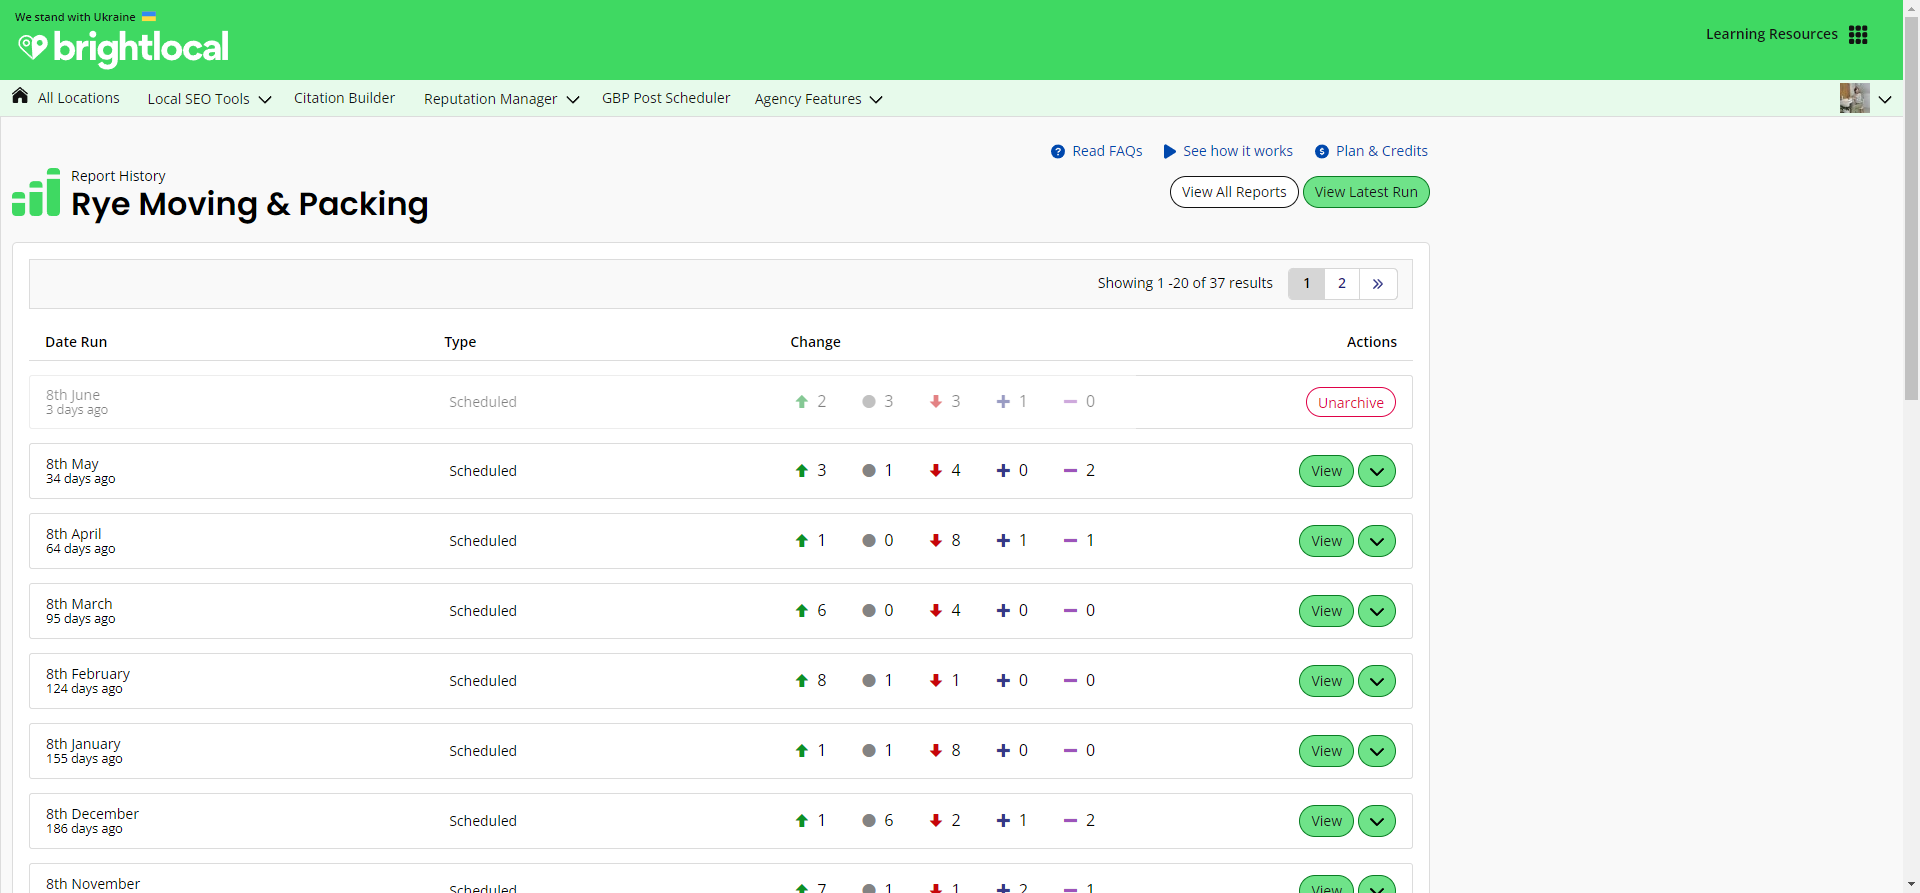 We stand with Ukraine
brightlocal
Learning Resources
All Locations Local SEO Tools Citation Builder Reputation Manager GBP Post Scheduler Agency Features
Read FAQs See how it works Plan & Credits
Report History
Rye Moving & Packing
View All Reports View Latest Run
Showing 1 -20 of 37 results 1 2 »
Date Run Type Change Actions
8th June
3 days ago
Scheduled 2 3 3 1 0 Unarchive
8th May
34 days ago
Scheduled 3 1 4 0 2 View
8th April
64 days ago
Scheduled 1 0 8 1 1 View
8th March
95 days ago
Scheduled 6 0 4 0 0 View
8th February
124 days ago
Scheduled 8 1 1 0 0 View
8th January
155 days ago
Scheduled 1 1 8 0 0 View
8th December
186 days ago
Scheduled 1 6 2 1 2 View
8th November
Scheduled 7 1 1 2 1 View